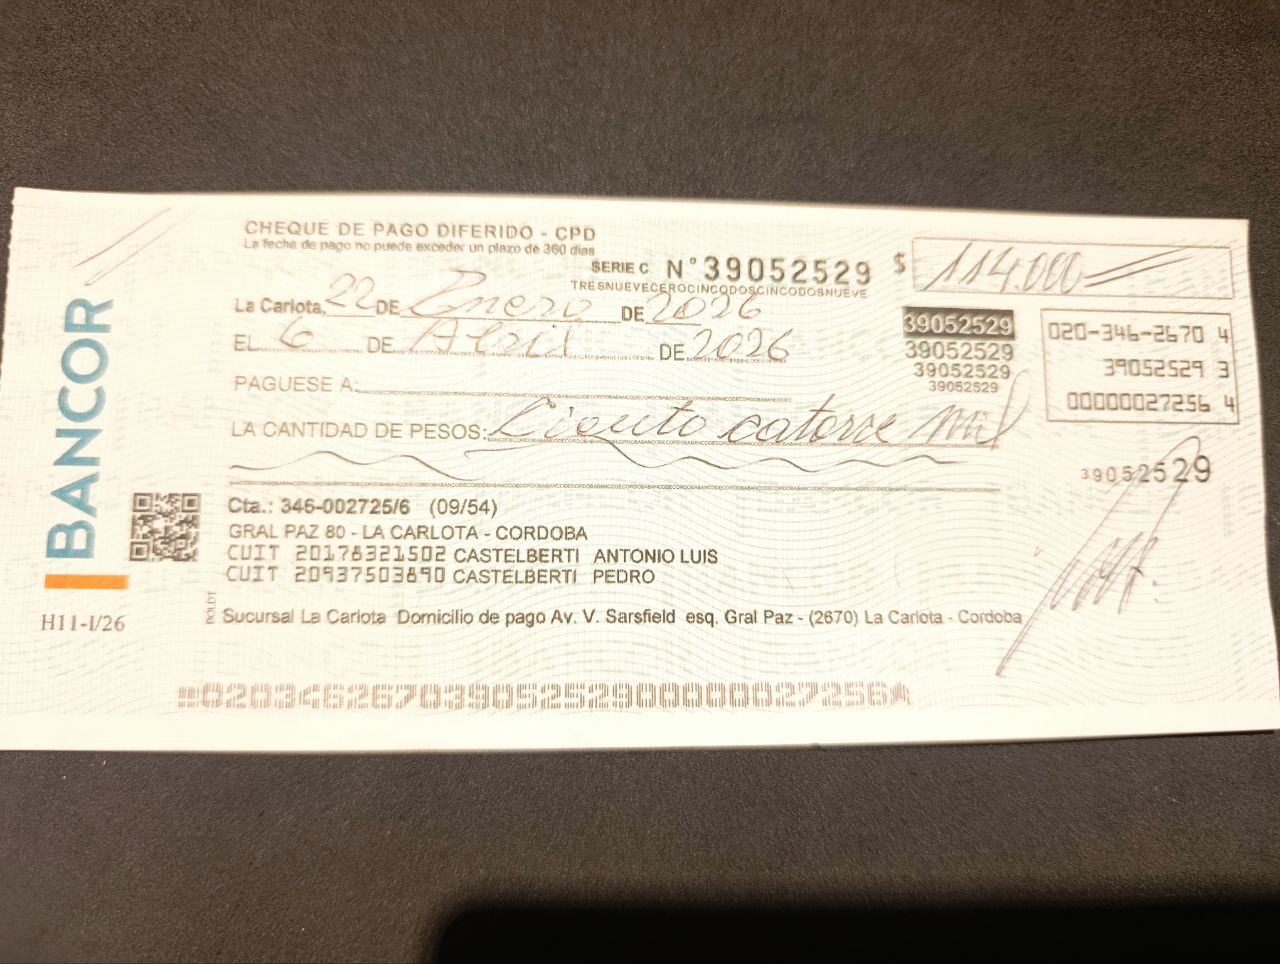 BANCOR
H11-I/26
CHEQUE DE PAGO DIFERIDO - CPD
La fecha de pago no puede exceder un plazo de 360 días
SERIE C N° 39052529
TRESNUEVECEROCINCODOSCINCODOSNUEVE
$ 114.000
La Carlota, 22 DE Enero DE 2026
EL 6 DE Abril DE 2026
39052529
39052529
39052529
39052529
020-346-2670 4
39052529 3
00000027256 4
PAGUESE A:
LA CANTIDAD DE PESOS: Ciento catorce mil
39052529
Cta.: 346-002725/6 (09/54)
GRAL PAZ 80 - LA CARLOTA - CORDOBA
CUIT 20178321502 CASTELBERTI ANTONIO LUIS
CUIT 20937503890 CASTELBERTI PEDRO
BOLDT
Sucursal La Carlota Domicilio de pago Av. V. Sarsfield esq. Gral Paz - (2670) La Carlota - Cordoba